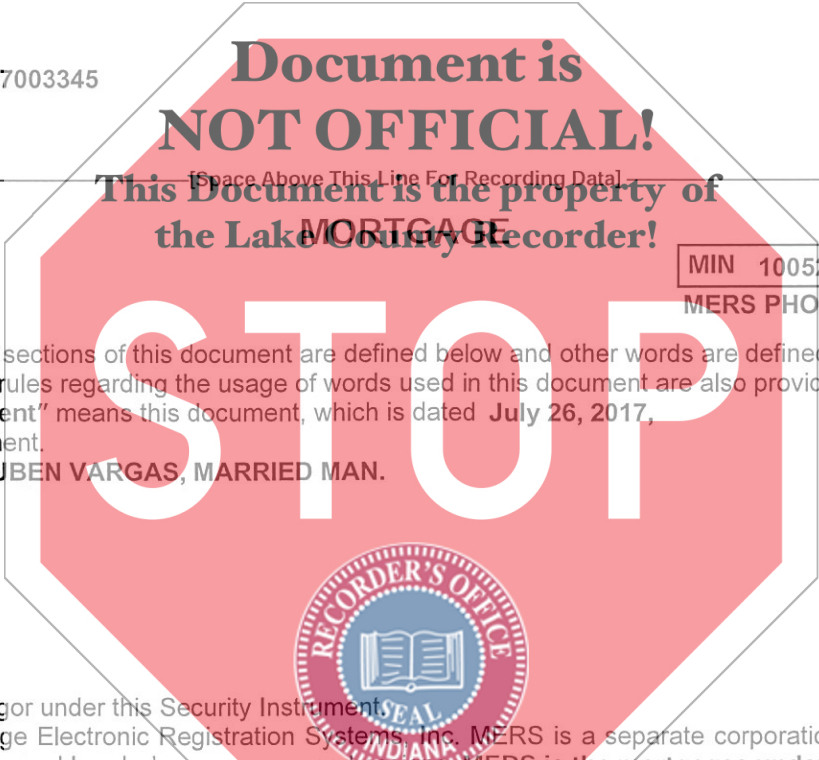 Document is
7003345
NOT OFFICIAL!
[Space Above This Line For Recording Data]
This Document is the property of
MORTGAGE
the Lake County Recorder!
MIN 10052
MERS PHO
STOP
sections of this document are defined below and other words are defined
rules regarding the usage of words used in this document are also provid
ent" means this document, which is dated July 26, 2017,
ent.
UBEN VARGAS, MARRIED MAN.
RECORDER'S OFFICE
SEAL
INDIANA
gor under this Security Instrument.
ge Electronic Registration Systems, Inc. MERS is a separate corporatio